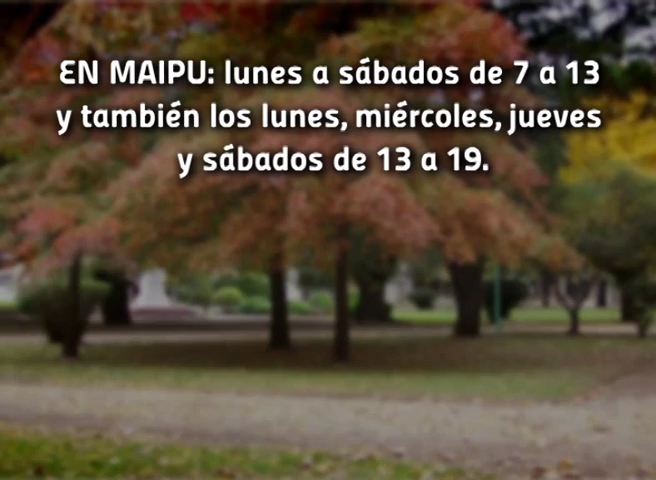 EN MAIPU: lunes a sábados de 7 a 13
y también los lunes, miércoles, jueves
y sábados de 13 a 19.